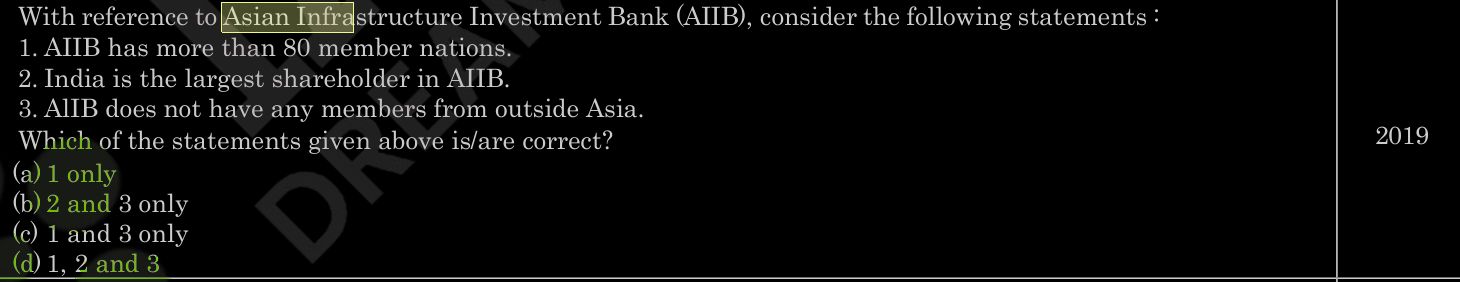 With reference to Asian Infrastructure Investment Bank (AIIB), consider the following statements :
1. AIIB has more than 80 member nations.
2. India is the largest shareholder in AIIB.
3. AlIB does not have any members from outside Asia.
Which of the statements given above is/are correct?
2019
(a) 1 only
(b) 2 and 3 only
(c) 1 and 3 only
(d) 1, 2 and 3
DREAM